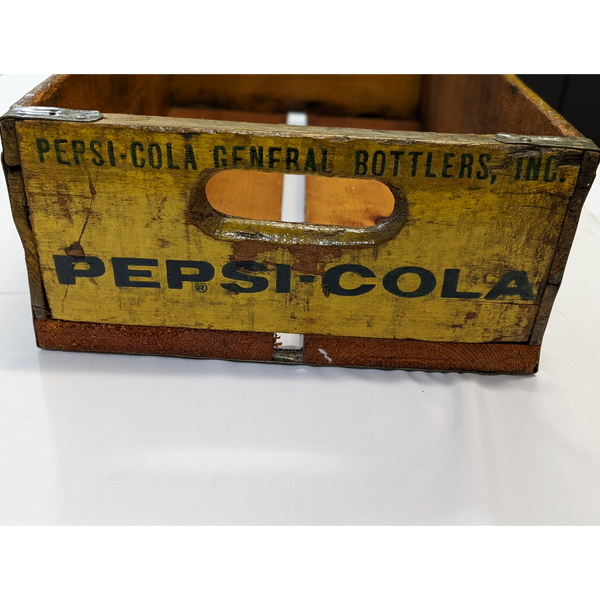 PEPSI-COLA GENERAL BOTTLERS, INC.
PEPSI-COLA®